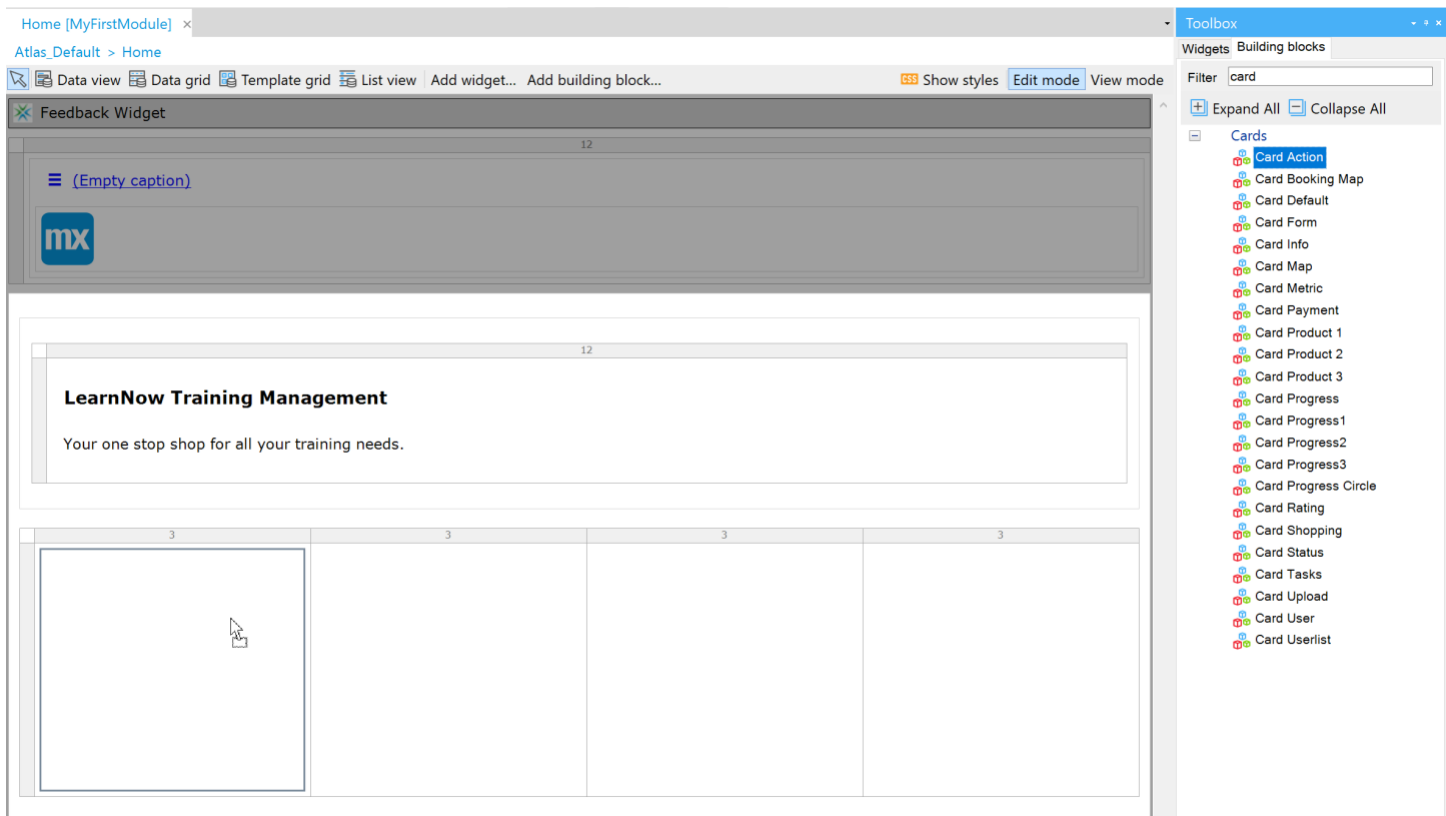 Home [MyFirstModule] ×
Atlas_Default > Home
Data view Data grid Template grid List view Add widget... Add building block... CSS Show styles Edit mode View mode
Feedback Widget
12
(Empty caption)
mx
12
LearnNow Training Management
Your one stop shop for all your training needs.
3 3 3 3
Toolbox
Widgets Building blocks
Filter card
Expand All Collapse All
Cards
Card Action
Card Booking Map
Card Default
Card Form
Card Info
Card Map
Card Metric
Card Payment
Card Product 1
Card Product 2
Card Product 3
Card Progress
Card Progress1
Card Progress2
Card Progress3
Card Progress Circle
Card Rating
Card Shopping
Card Status
Card Tasks
Card Upload
Card User
Card Userlist